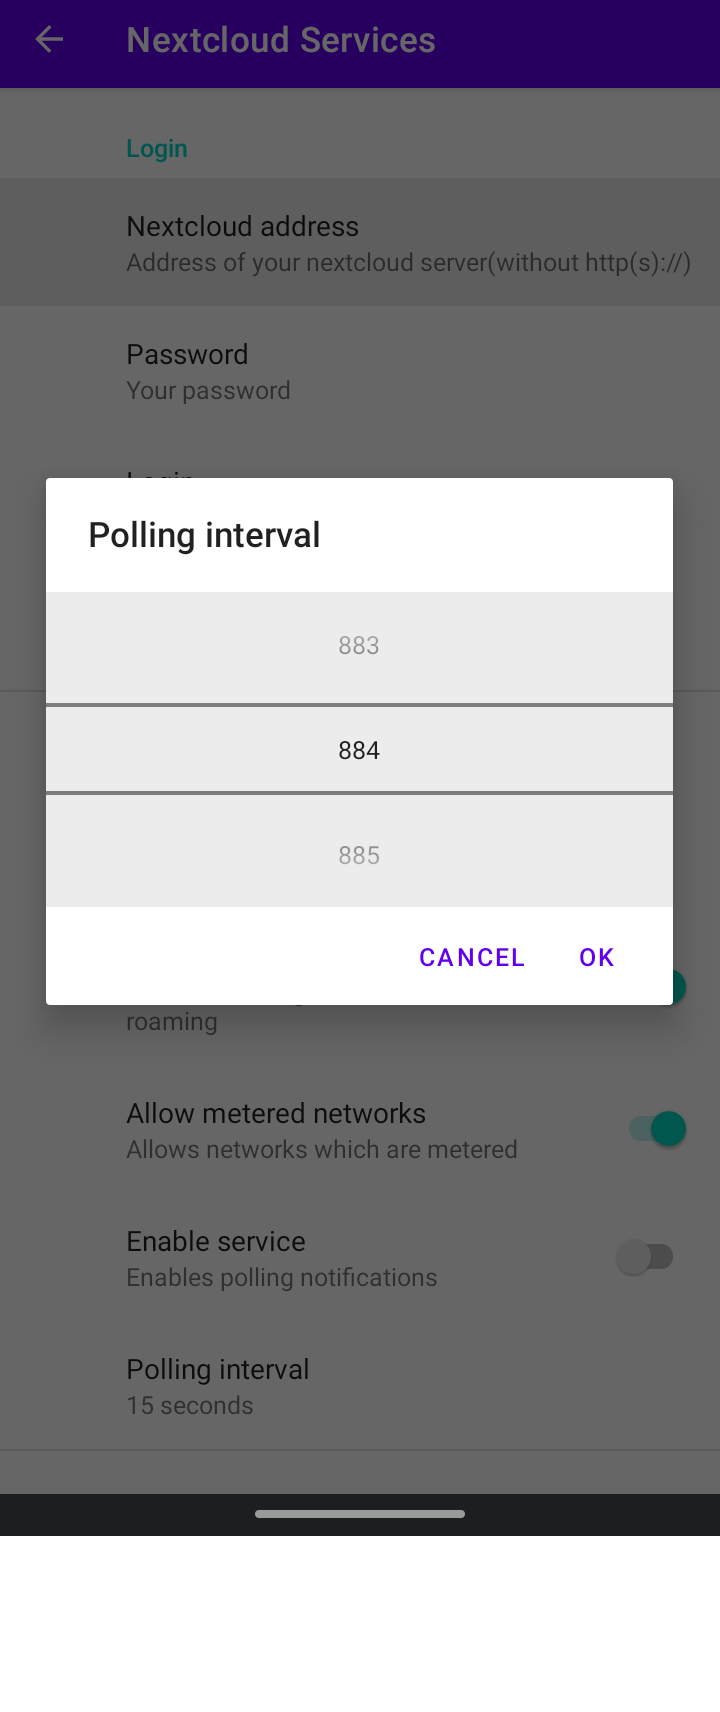 Nextcloud Services
Login
Nextcloud address
Address of your nextcloud server(without http(s)://)
Password
Your password
Polling interval
883
884
885
CANCEL OK
roaming
Allow metered networks
Allows networks which are metered
Enable service
Enables polling notifications
Polling interval
15 seconds